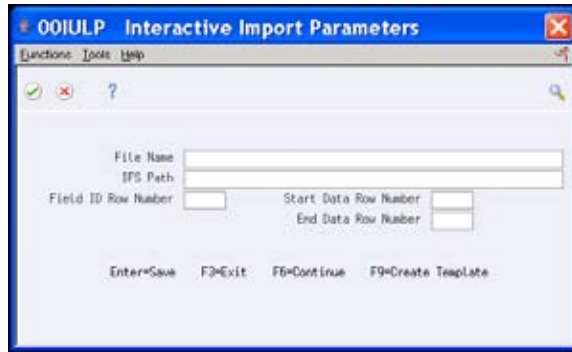 00IULP Interactive Import Parameters
Functions Tools Help
?
File Name
IFS Path
Field ID Row Number Start Data Row Number
End Data Row Number
Enter=Save F3=Exit F6=Continue F9=Create Template